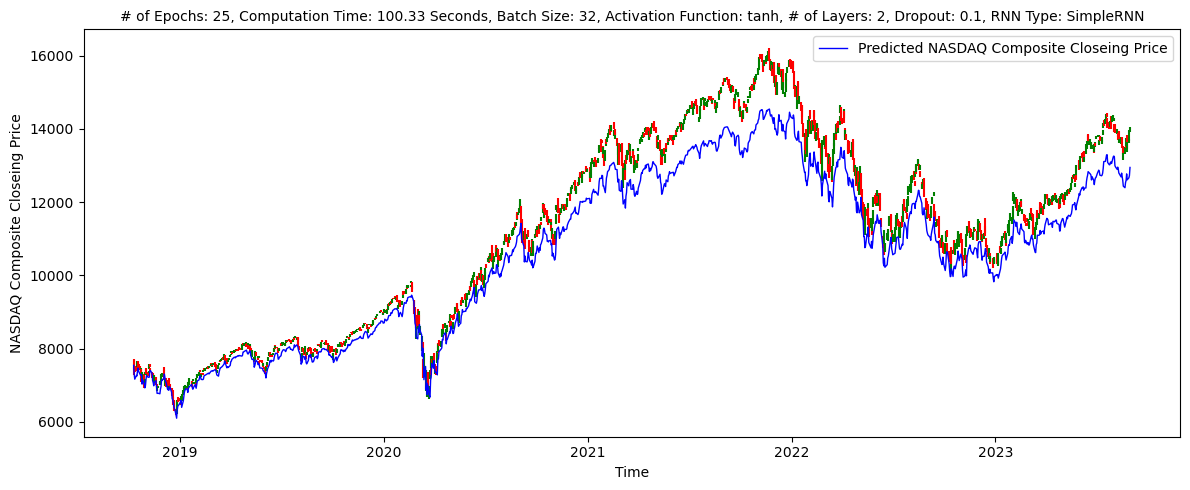 # of Epochs: 25, Computation Time: 100.33 Seconds, Batch Size: 32, Activation Function: tanh, # of Layers: 2, Dropout: 0.1, RNN Type: SimpleRNN
Predicted NASDAQ Composite Closeing Price
NASDAQ Composite Closeing Price
16000
14000
12000
10000
8000
6000
2019 2020 2021 2022 2023
Time